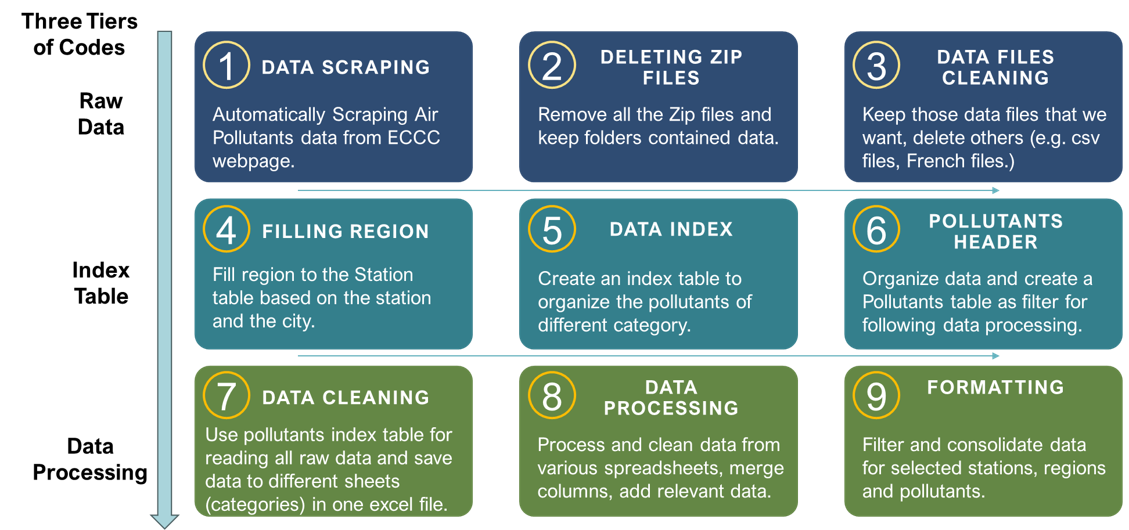 Three Tiers
of Codes
Raw
Data
1 DATA SCRAPING
Automatically Scraping Air
Pollutants data from ECCC
webpage.
2 DELETING ZIP
FILES
Remove all the Zip files and
keep folders contained data.
3 DATA FILES
CLEANING
Keep those data files that we
want, delete others (e.g. csv
files, French files.)
Index
Table
4 FILLING REGION
Fill region to the Station
table based on the station
and the city.
5 DATA INDEX
Create an index table to
organize the pollutants of
different category.
6 POLLUTANTS
HEADER
Organize data and create a
Pollutants table as filter for
following data processing.
Data
Processing
7 DATA CLEANING
Use pollutants index table for
reading all raw data and save
data to different sheets
(categories) in one excel file.
8 DATA
PROCESSING
Process and clean data from
various spreadsheets, merge
columns, add relevant data.
9 FORMATTING
Filter and consolidate data
for selected stations, regions
and pollutants.